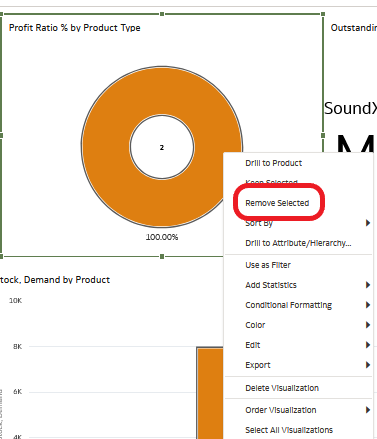 Profit Ratio % by Product Type
Outstandin
SoundX
M
2
100.00%
Drill to Product
Keep Selected
Remove Selected
Sort By
Drill to Attribute/Hierarchy...
Use as Filter
Add Statistics
Conditional Formatting
Color
Edit
Export
Delete Visualization
Order Visualization
Select All Visualizations
tock, Demand by Product
10K
8K
6K
4K
ck, Demand